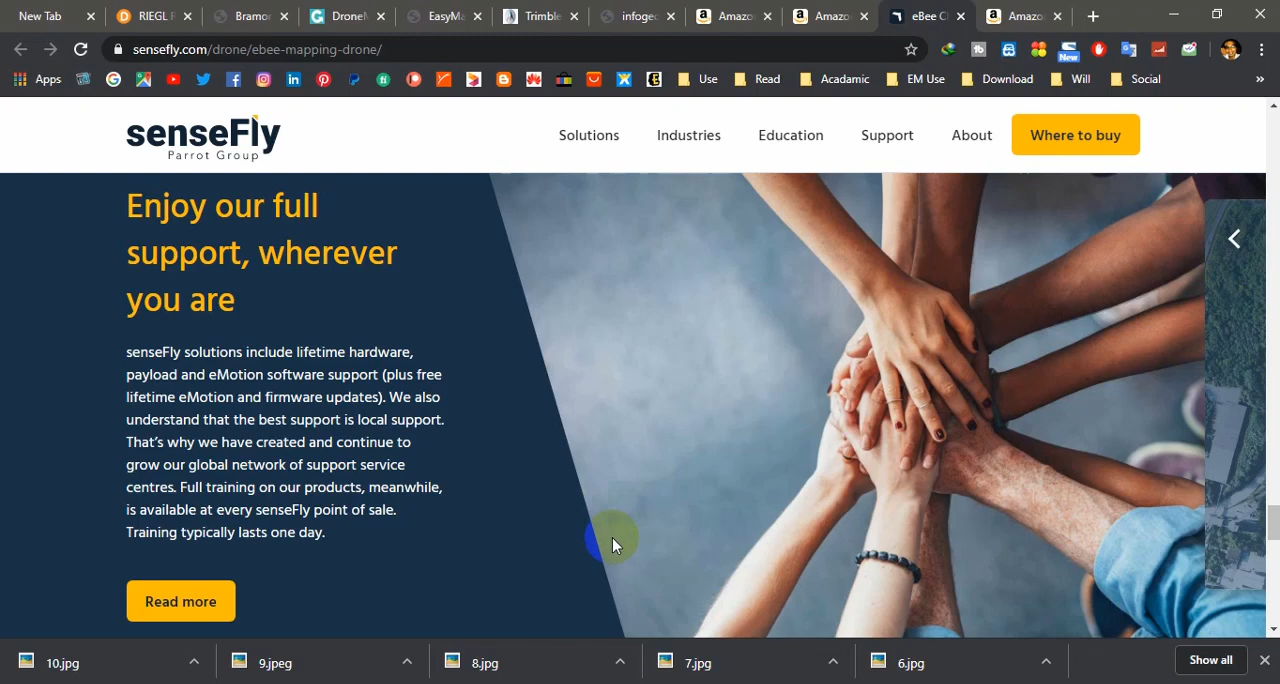 New Tab
RIEGL R
Bramor
DroneM
EasyMa
Trimble
infoged
Amazo
Amazo
eBee C
Amazo
sensefly.com/drone/ebee-mapping-drone/
New
Apps
Use
Read
Acadamic
EM Use
Download
Will
Social
senseFly
Parrot Group
Solutions
Industries
Education
Support
About
Where to buy
Enjoy our full
support, wherever
you are
senseFly solutions include lifetime hardware,
payload and eMotion software support (plus free
lifetime eMotion and firmware updates). We also
understand that the best support is local support.
That’s why we have created and continue to
grow our global network of support service
centres. Full training on our products, meanwhile,
is available at every senseFly point of sale.
Training typically lasts one day.
Read more
10.jpg
9.jpeg
8.jpg
7.jpg
6.jpg
Show all